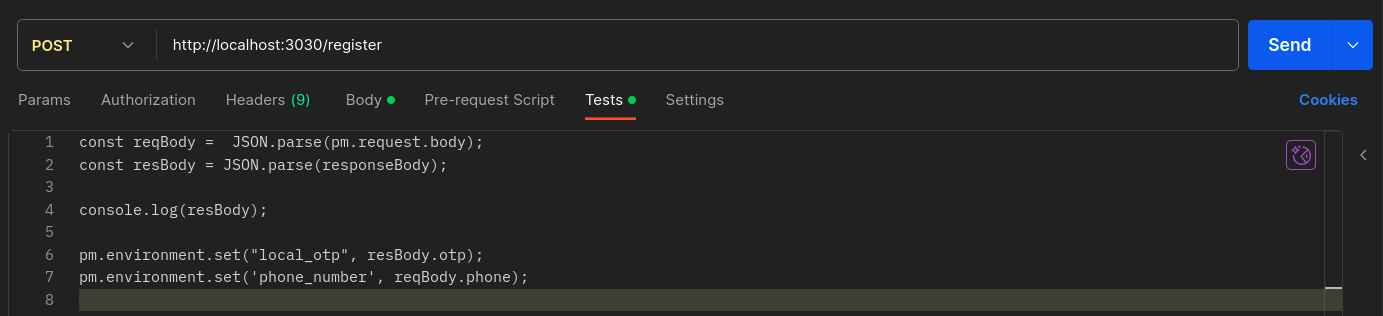 POST http://localhost:3030/register Send
Params Authorization Headers (9) Body Pre-request Script Tests Settings Cookies
1 const reqBody =  JSON.parse(pm.request.body);
2 const resBody = JSON.parse(responseBody);
3
4 console.log(resBody);
5
6 pm.environment.set("local_otp", resBody.otp);
7 pm.environment.set('phone_number', reqBody.phone);
8